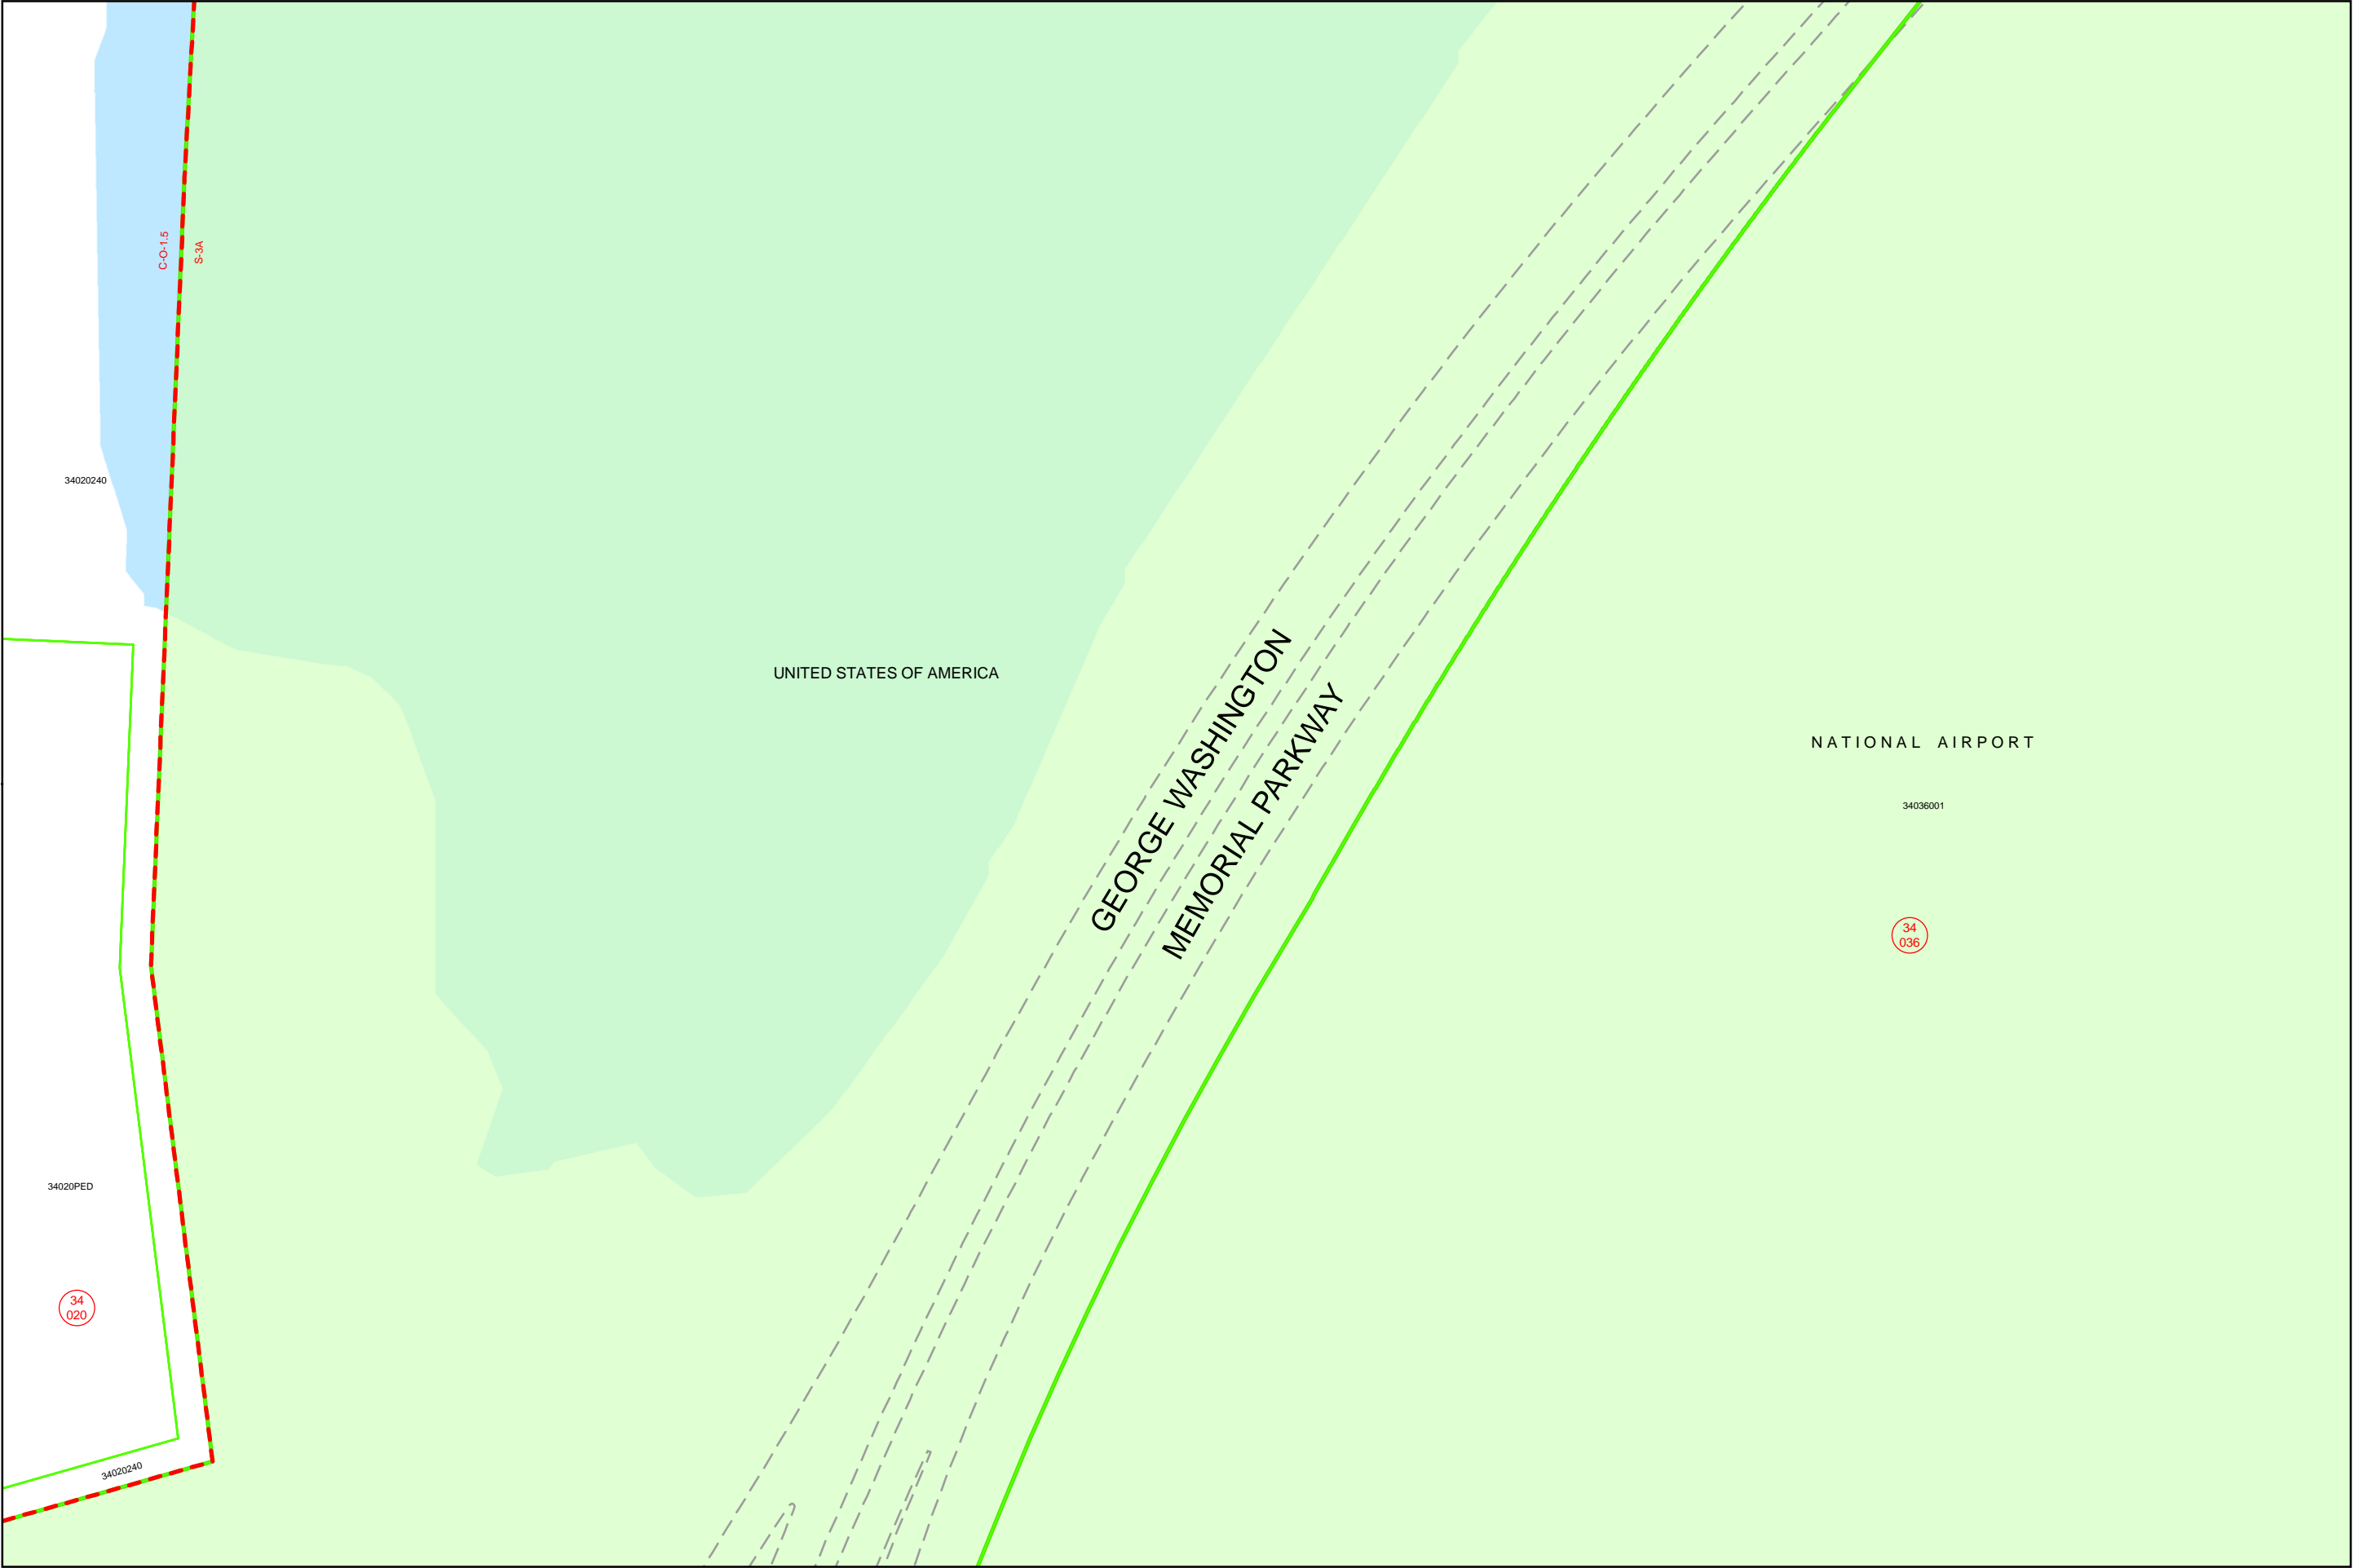 C-O-1.5
S-3A
34020240
UNITED STATES OF AMERICA
GEORGE WASHINGTON
MEMORIAL PARKWAY
NATIONAL AIRPORT
34036001
34
036
34020PED
34
020
34020240